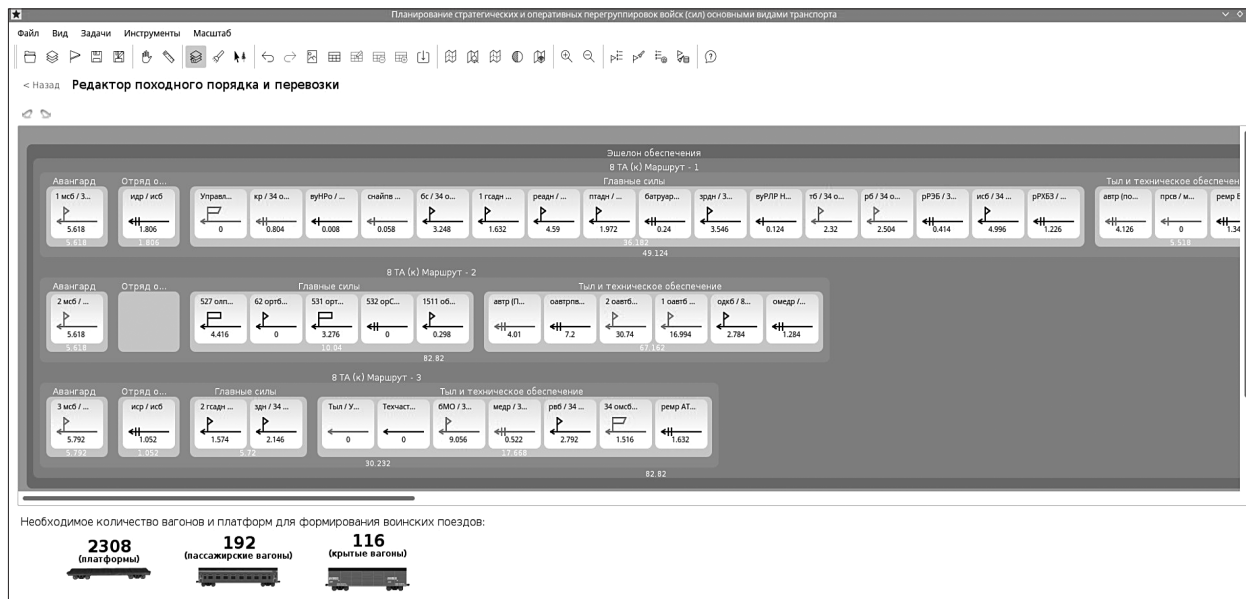 Планирование стратегических и оперативных перегруппировок войск (сил) основными видами транспорта
Файл Вид Задачи Инструменты Масштаб
< Назад Редактор походного порядка и перевозки
Эшелон обеспечения
8 ТА (к) Маршрут - 1
Авангард Отряд о... Главные силы Тыл и техническое обеспечен
1 мсб / 3... идр / исб Управл... кр / 34 о... вуНРо / ... снайпв ... бс / 34 о... 1 гсадн ... реадн / ... птадн / ... батруар... зрдн / 3... вуРЛР Н... тб / 34 о... рб / 34 о... рРЭБ / 3... исб / 34 ... рРХБЗ / ... автр (по... прсв / м... ремр Б
5.618 1.806 0 0.804 0.008 0.058 3.248 1.632 4.59 1.972 0.24 3.546 0.124 2.32 2.504 0.414 4.996 1.226 4.126 0 1.34
5.618 1.806 36.182 5.518
49.124
8 ТА (к) Маршрут - 2
Авангард Отряд о... Главные силы Тыл и техническое обеспечение
2 мсб / ... 527 олп... 62 ортб... 531 орт... 532 орС... 1511 об... автр (П... оавтрпв... 2 оавтб... 1 оавтб ... одкб / 8... омедр /...
5.618 4.416 0 3.276 0 0.298 4.01 7.2 30.74 16.994 2.784 1.284
5.618 10.04 67.162
82.82
8 ТА (к) Маршрут - 3
Авангард Отряд о... Главные силы Тыл и техническое обеспечение
3 мсб / ... иср / исб 2 гсадн ... здн / 34 ... Тыл / У... Техчаст... бМО / 3... медр / 3... рвб / 34 ... 34 омсб... ремр АТ...
5.792 1.052 1.574 2.146 0 0 9.056 0.522 2.792 1.516 1.632
5.792 1.052 5.72 17.668
30.232
82.82
Необходимое количество вагонов и платформ для формирования воинских поездов:
2308 192 116
(платформы) (пассажирские вагоны) (крытые вагоны)